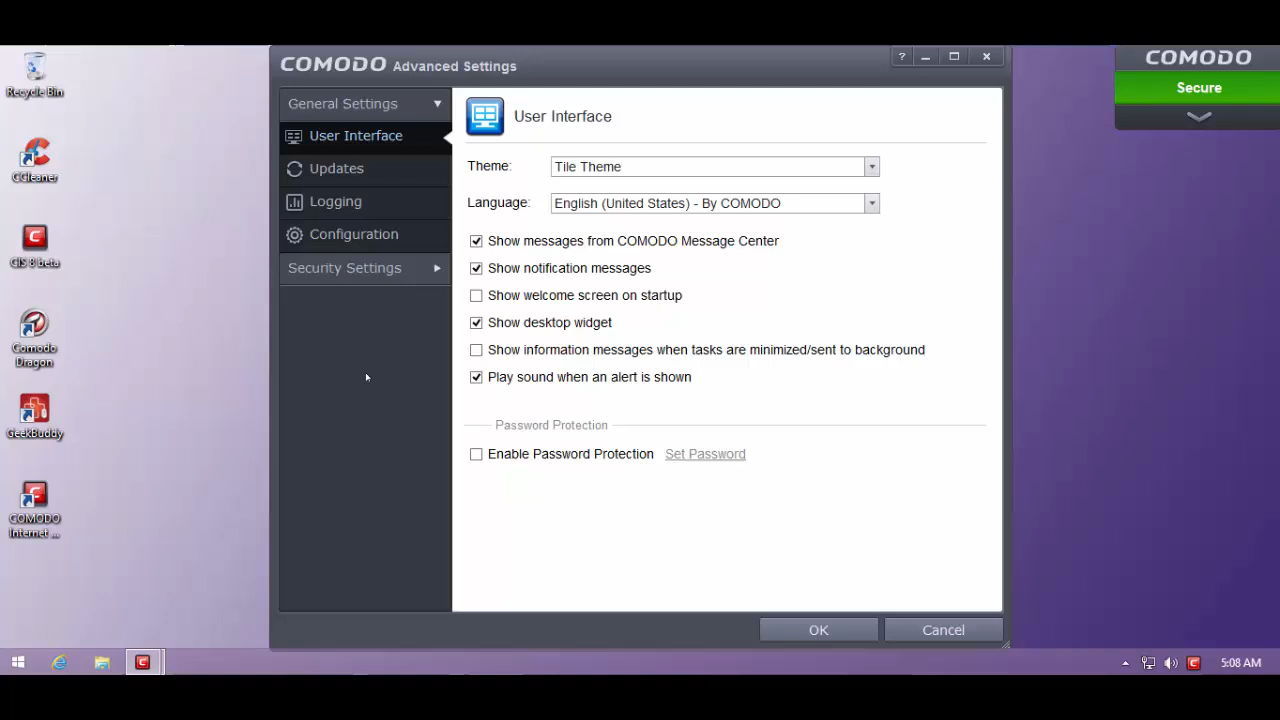 Recycle Bin
CCleaner
CIS 8 beta
Comodo
Dragon
GeekBuddy
COMODO
Internet ...
COMODO Advanced Settings
?
General Settings
User Interface
Updates
Logging
Configuration
Security Settings
User Interface
Theme: Tile Theme
Language: English (United States) - By COMODO
Show messages from COMODO Message Center
Show notification messages
Show welcome screen on startup
Show desktop widget
Show information messages when tasks are minimized/sent to background
Play sound when an alert is shown
Password Protection
Enable Password Protection Set Password
OK Cancel
COMODO
Secure
5:08 AM